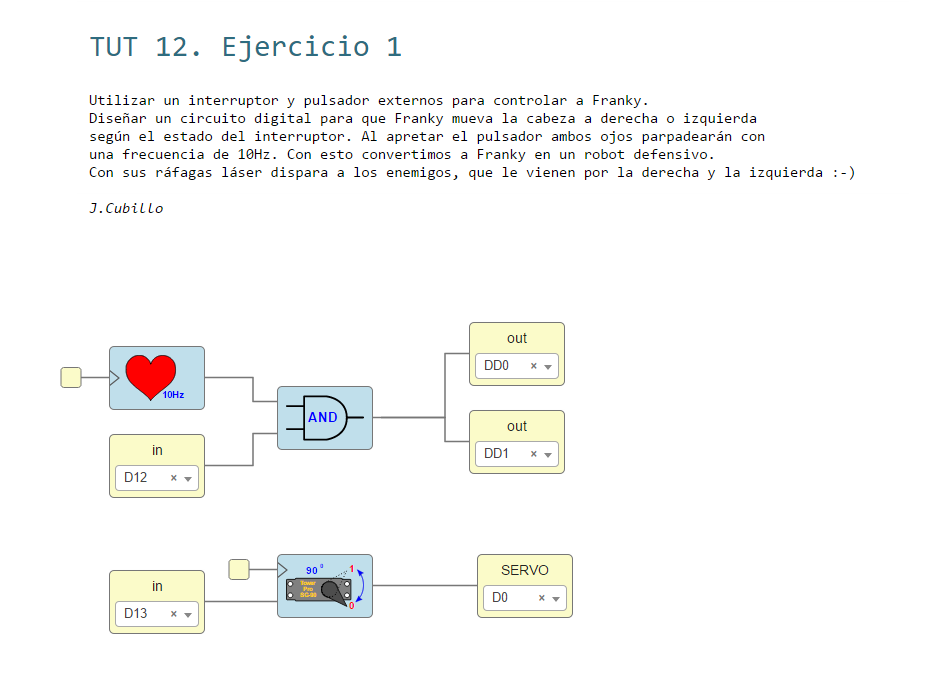 TUT 12. Ejercicio 1
Utilizar un interruptor y pulsador externos para controlar a Franky.
Diseñar un circuito digital para que Franky mueva la cabeza a derecha o izquierda
según el estado del interruptor. Al apretar el pulsador ambos ojos parpadearán con
una frecuencia de 10Hz. Con esto convertimos a Franky en un robot defensivo.
Con sus ráfagas láser dispara a los enemigos, que le vienen por la derecha y la izquierda :-)
J.Cubillo
out
DD0
10Hz
AND
out
DD1
in
D12
90º
1
Tower
Pro
SG-90
0
SERVO
D0
in
D13